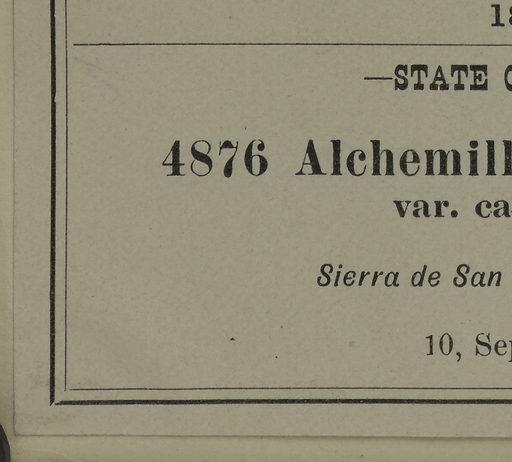 18
—STATE O
4876 Alchemill
var. ca
Sierra de San
10, Sep